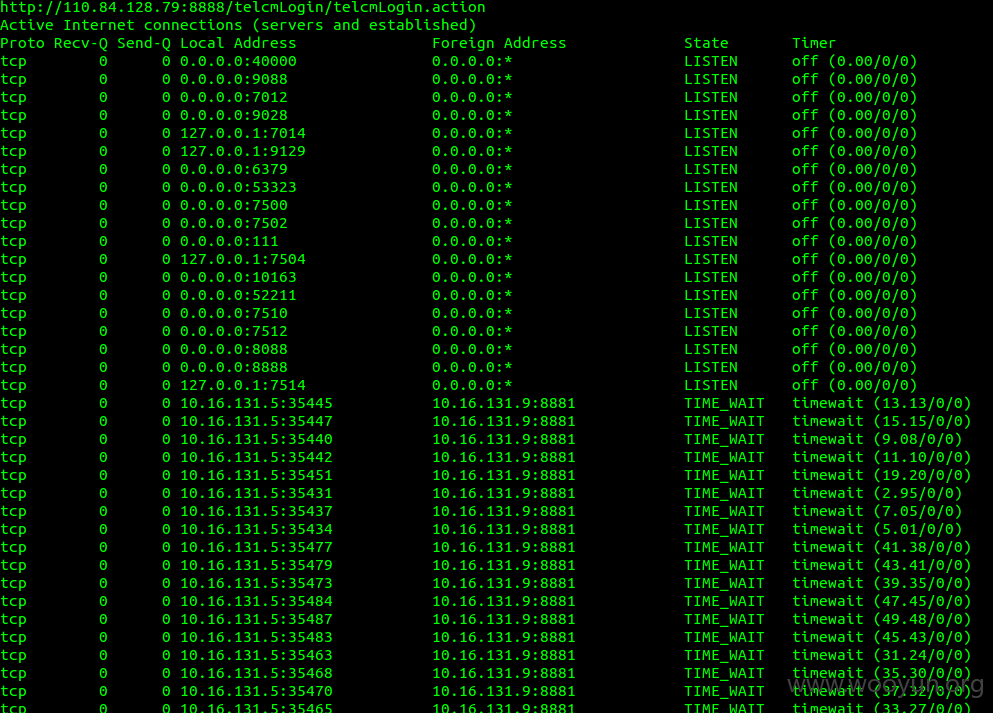 http://110.84.128.79:8888/telcmLogin/telcmLogin.action
Active Internet connections (servers and established)
Proto Recv-Q Send-Q Local Address Foreign Address State Timer
tcp 0 0 0.0.0.0:40000 0.0.0.0:* LISTEN off (0.00/0/0)
tcp 0 0 0.0.0.0:9088 0.0.0.0:* LISTEN off (0.00/0/0)
tcp 0 0 0.0.0.0:7012 0.0.0.0:* LISTEN off (0.00/0/0)
tcp 0 0 0.0.0.0:9028 0.0.0.0:* LISTEN off (0.00/0/0)
tcp 0 0 127.0.0.1:7014 0.0.0.0:* LISTEN off (0.00/0/0)
tcp 0 0 127.0.0.1:9129 0.0.0.0:* LISTEN off (0.00/0/0)
tcp 0 0 0.0.0.0:6379 0.0.0.0:* LISTEN off (0.00/0/0)
tcp 0 0 0.0.0.0:53323 0.0.0.0:* LISTEN off (0.00/0/0)
tcp 0 0 0.0.0.0:7500 0.0.0.0:* LISTEN off (0.00/0/0)
tcp 0 0 0.0.0.0:7502 0.0.0.0:* LISTEN off (0.00/0/0)
tcp 0 0 0.0.0.0:111 0.0.0.0:* LISTEN off (0.00/0/0)
tcp 0 0 127.0.0.1:7504 0.0.0.0:* LISTEN off (0.00/0/0)
tcp 0 0 0.0.0.0:10163 0.0.0.0:* LISTEN off (0.00/0/0)
tcp 0 0 0.0.0.0:52211 0.0.0.0:* LISTEN off (0.00/0/0)
tcp 0 0 0.0.0.0:7510 0.0.0.0:* LISTEN off (0.00/0/0)
tcp 0 0 0.0.0.0:7512 0.0.0.0:* LISTEN off (0.00/0/0)
tcp 0 0 0.0.0.0:8088 0.0.0.0:* LISTEN off (0.00/0/0)
tcp 0 0 0.0.0.0:8888 0.0.0.0:* LISTEN off (0.00/0/0)
tcp 0 0 127.0.0.1:7514 0.0.0.0:* LISTEN off (0.00/0/0)
tcp 0 0 10.16.131.5:35445 10.16.131.9:8881 TIME_WAIT timewait (13.13/0/0)
tcp 0 0 10.16.131.5:35447 10.16.131.9:8881 TIME_WAIT timewait (15.15/0/0)
tcp 0 0 10.16.131.5:35440 10.16.131.9:8881 TIME_WAIT timewait (9.08/0/0)
tcp 0 0 10.16.131.5:35442 10.16.131.9:8881 TIME_WAIT timewait (11.10/0/0)
tcp 0 0 10.16.131.5:35451 10.16.131.9:8881 TIME_WAIT timewait (19.20/0/0)
tcp 0 0 10.16.131.5:35431 10.16.131.9:8881 TIME_WAIT timewait (2.95/0/0)
tcp 0 0 10.16.131.5:35437 10.16.131.9:8881 TIME_WAIT timewait (7.05/0/0)
tcp 0 0 10.16.131.5:35434 10.16.131.9:8881 TIME_WAIT timewait (5.01/0/0)
tcp 0 0 10.16.131.5:35477 10.16.131.9:8881 TIME_WAIT timewait (41.38/0/0)
tcp 0 0 10.16.131.5:35479 10.16.131.9:8881 TIME_WAIT timewait (43.41/0/0)
tcp 0 0 10.16.131.5:35473 10.16.131.9:8881 TIME_WAIT timewait (39.35/0/0)
tcp 0 0 10.16.131.5:35484 10.16.131.9:8881 TIME_WAIT timewait (47.45/0/0)
tcp 0 0 10.16.131.5:35487 10.16.131.9:8881 TIME_WAIT timewait (49.48/0/0)
tcp 0 0 10.16.131.5:35483 10.16.131.9:8881 TIME_WAIT timewait (45.43/0/0)
tcp 0 0 10.16.131.5:35463 10.16.131.9:8881 TIME_WAIT timewait (31.24/0/0)
tcp 0 0 10.16.131.5:35468 10.16.131.9:8881 TIME_WAIT timewait (35.30/0/0)
tcp 0 0 10.16.131.5:35470 10.16.131.9:8881 TIME_WAIT timewait (37.32/0/0)
tcp 0 0 10.16.131.5:35465 10.16.131.9:8881 TIME_WAIT timewait (33.27/0/0)
www.wooyun.org